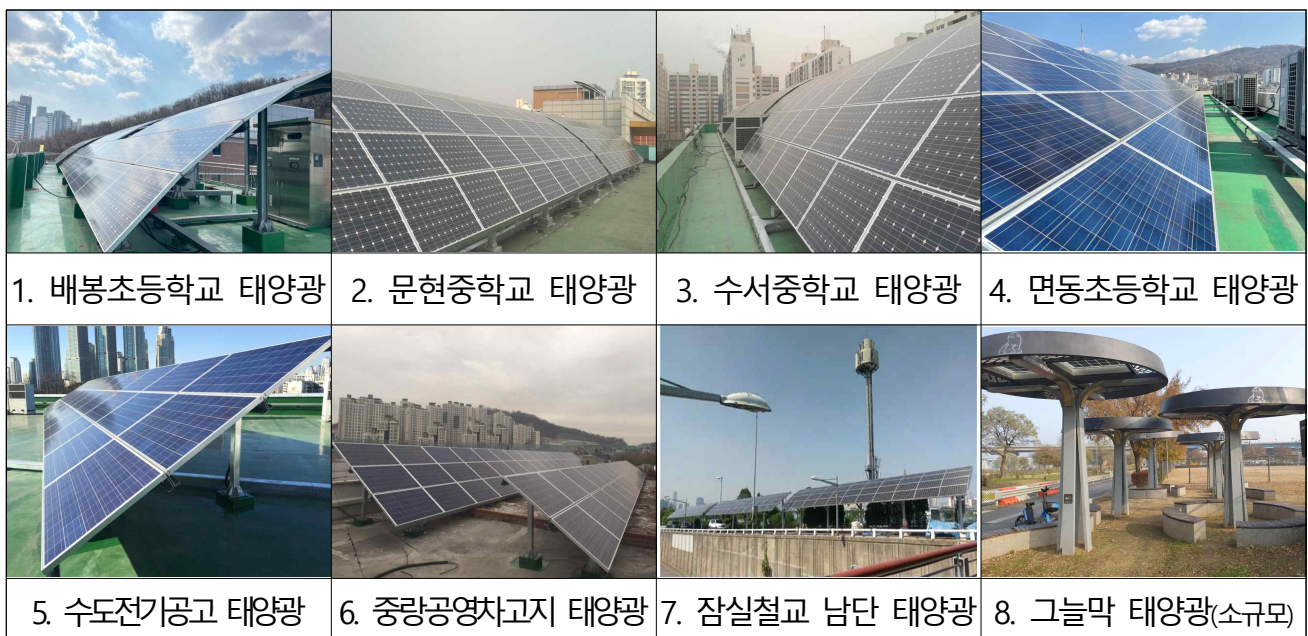 1. 배봉초등학교 태양광
2. 문현중학교 태양광
3. 수서중학교 태양광
4. 면동초등학교 태양광
5. 수도전기공고 태양광
6. 중랑공영차고지 태양광
7. 잠실철교 남단 태양광
8. 그늘막 태양광(소규모)